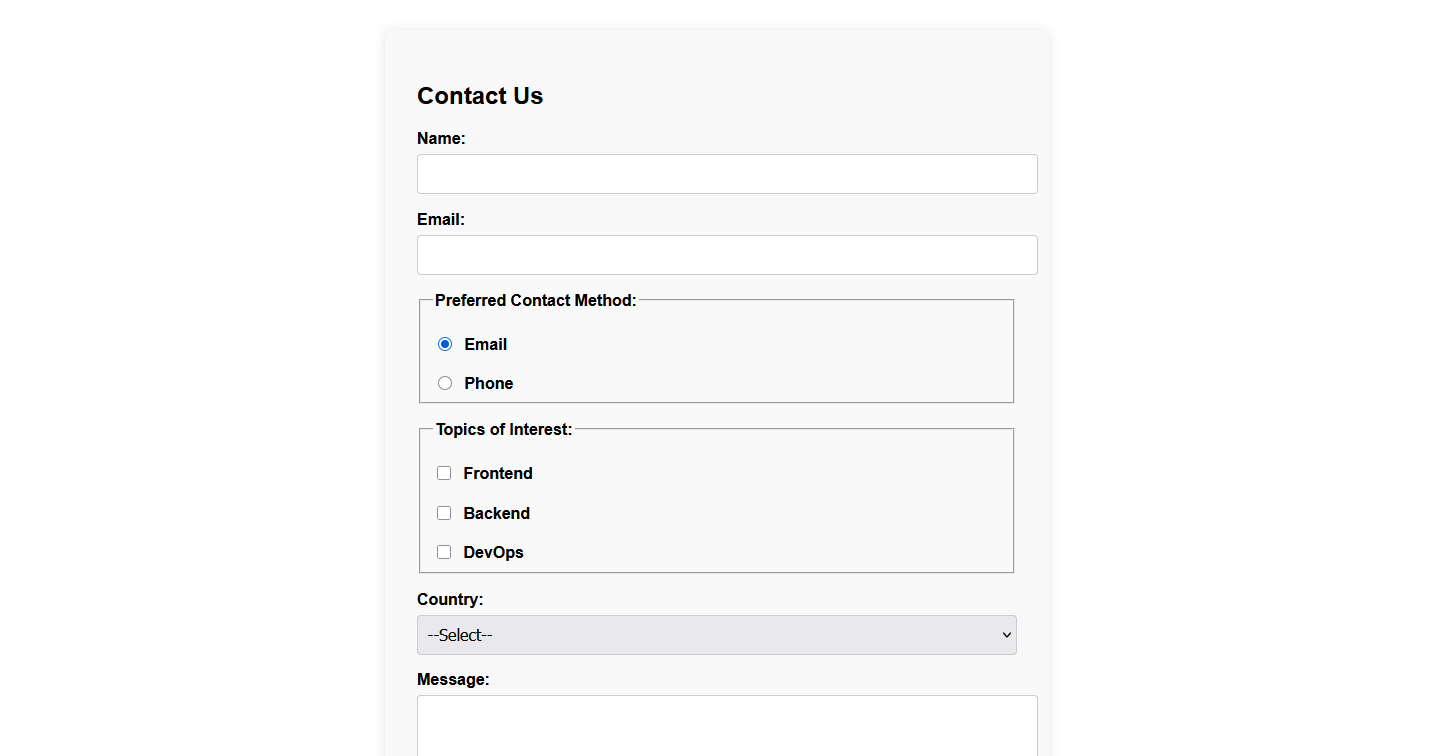 Contact Us
Name:
Email:
Preferred Contact Method:
Email
Phone
Topics of Interest:
Frontend
Backend
DevOps
Country:
--Select--
Message: